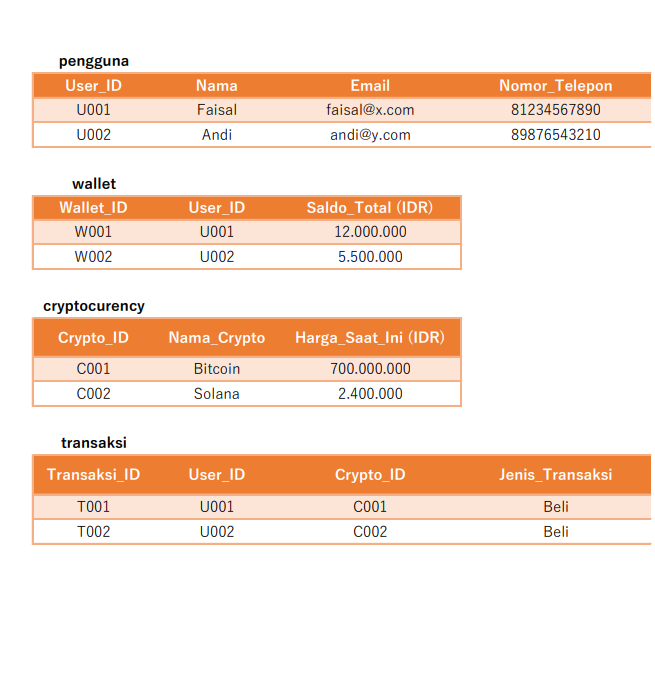 pengguna
User_ID Nama Email Nomor_Telepon
U001 Faisal faisal@x.com 81234567890
U002 Andi andi@y.com 89876543210
wallet
Wallet_ID User_ID Saldo_Total (IDR)
W001 U001 12.000.000
W002 U002 5.500.000
cryptocurency
Crypto_ID Nama_Crypto Harga_Saat_Ini (IDR)
C001 Bitcoin 700.000.000
C002 Solana 2.400.000
transaksi
Transaksi_ID User_ID Crypto_ID Jenis_Transaksi
T001 U001 C001 Beli
T002 U002 C002 Beli